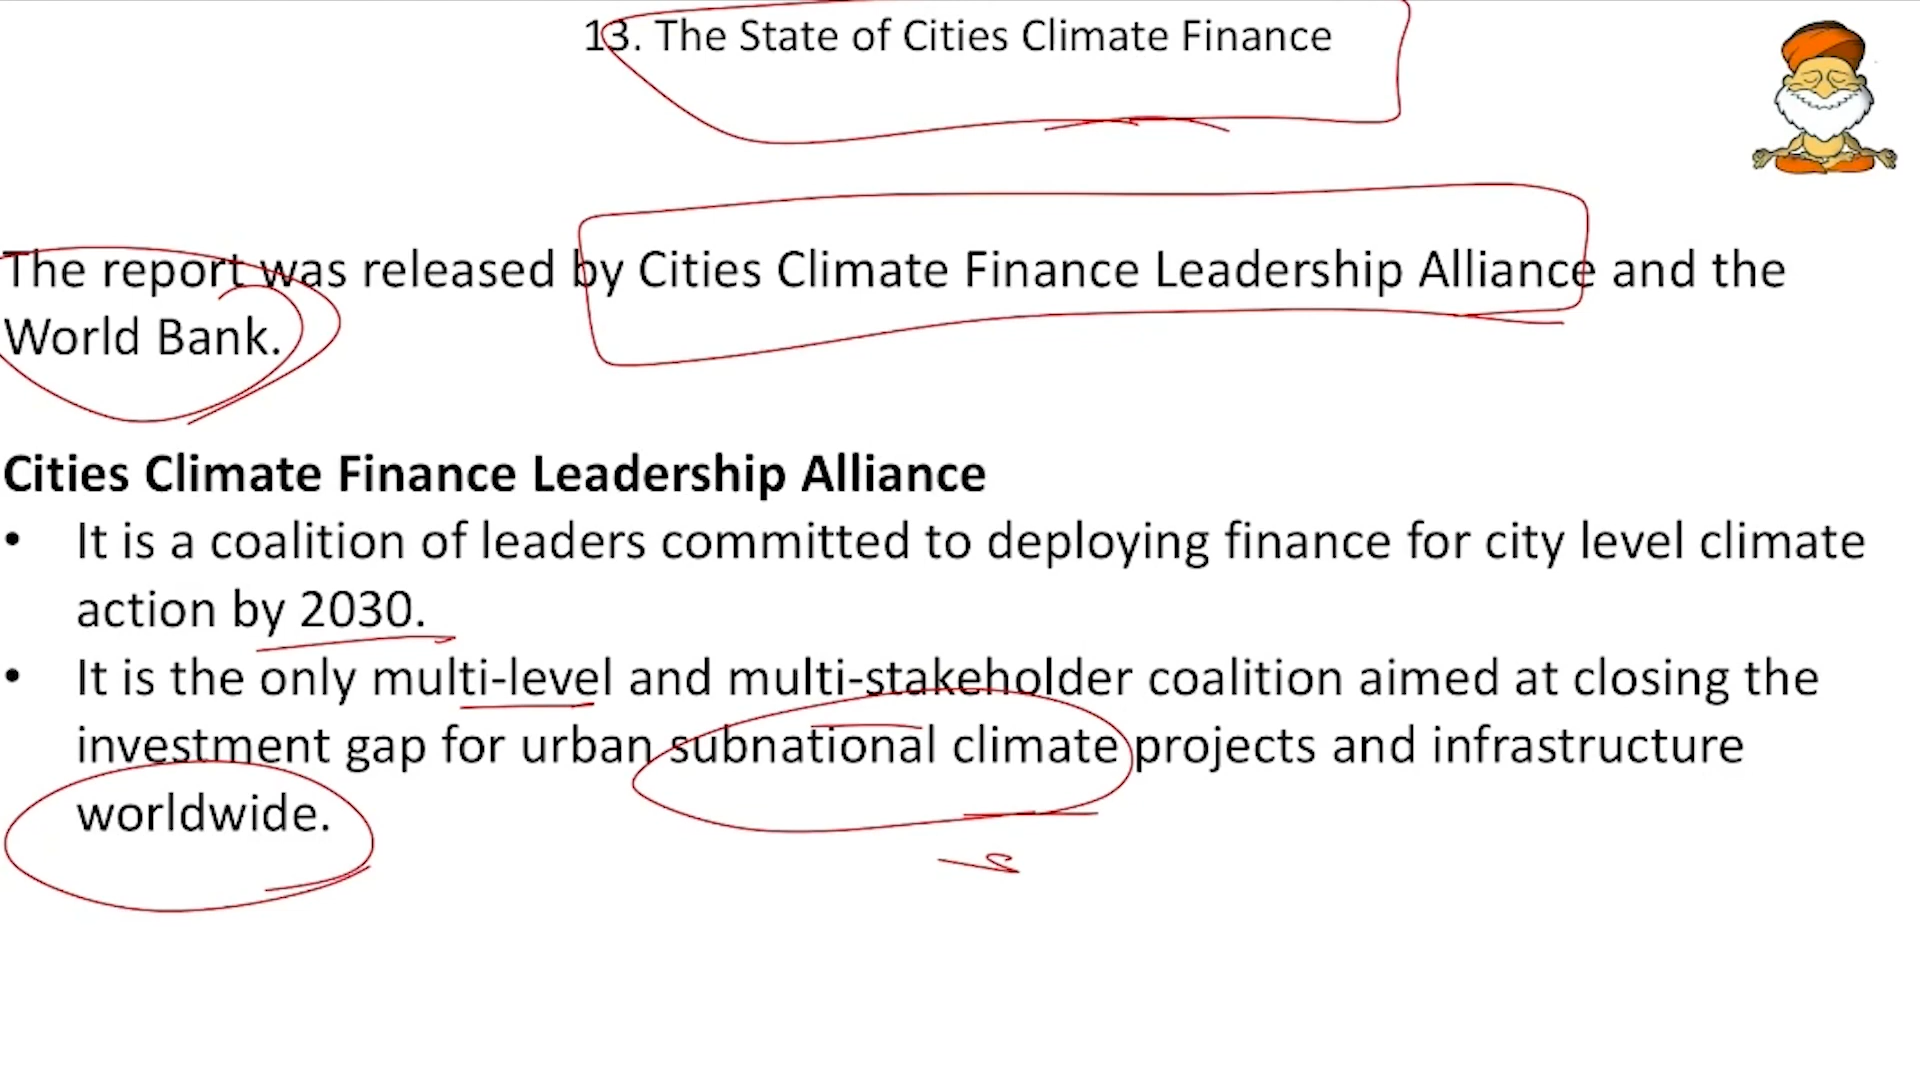 13. The State of Cities Climate Finance
The report was released by Cities Climate Finance Leadership Alliance and the
World Bank.
Cities Climate Finance Leadership Alliance
• It is a coalition of leaders committed to deploying finance for city level climate
action by 2030.
• It is the only multi-level and multi-stakeholder coalition aimed at closing the
investment gap for urban subnational climate projects and infrastructure
worldwide.